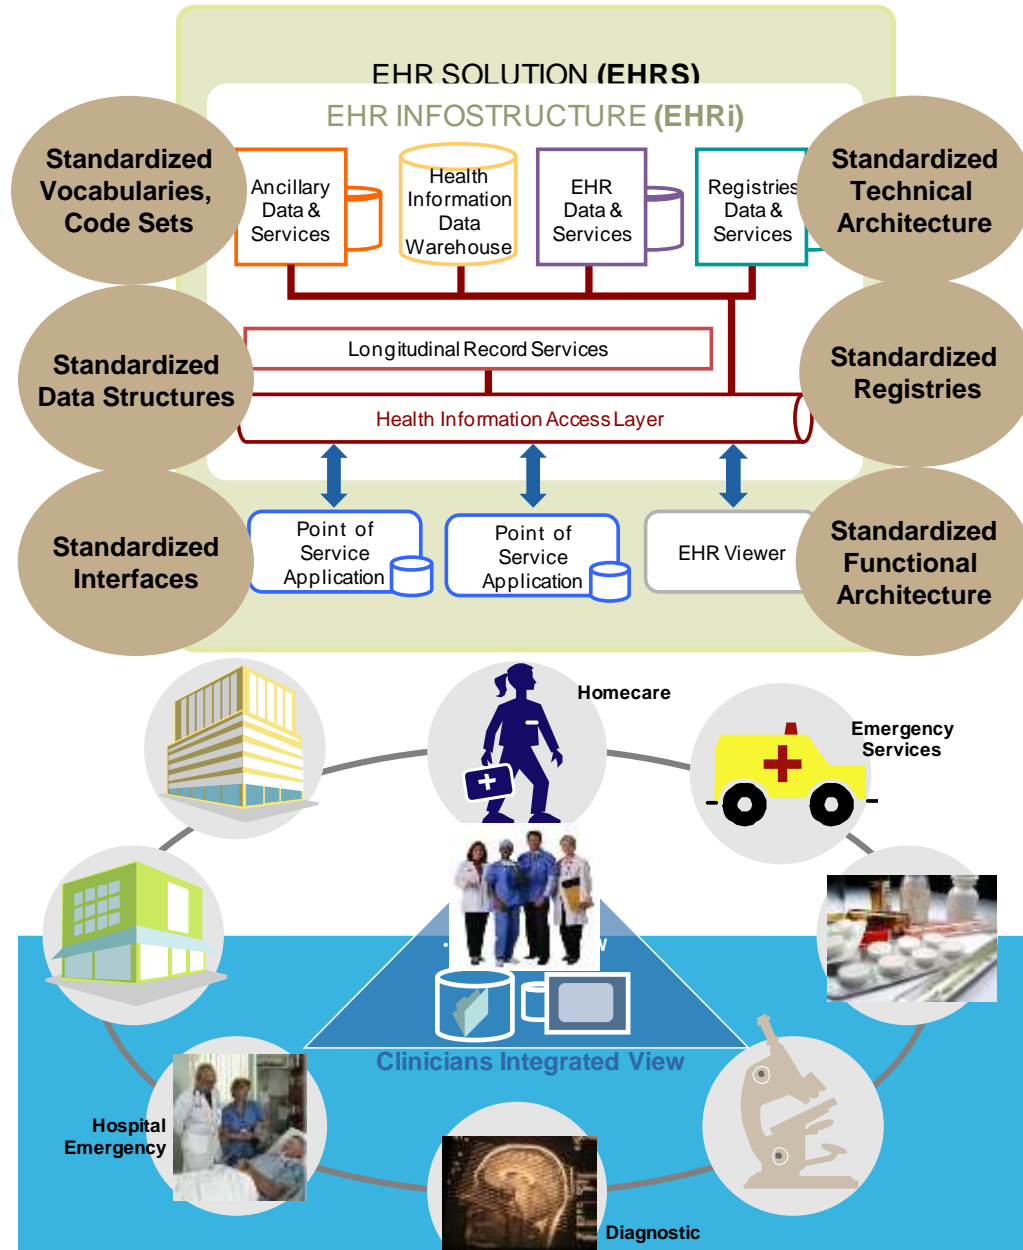 EHR SOLUTION (EHRS)
EHR INFOSTRUCTURE (EHRi)
Standardized
Vocabularies,
Code Sets
Ancillary
Data &
Services
Health
Information
Data
Warehouse
EHR
Data &
Services
Registries
Data &
Services
Standardized
Technical
Architecture
Standardized
Data Structures
Longitudinal Record Services
Standardized
Registries
Health Information Access Layer
Standardized
Interfaces
Point of
Service
Application
Point of
Service
Application
EHR Viewer
Standardized
Functional
Architecture
Homecare
Emergency
Services
Clinicians Integrated View
Hospital
Emergency
Diagnostic